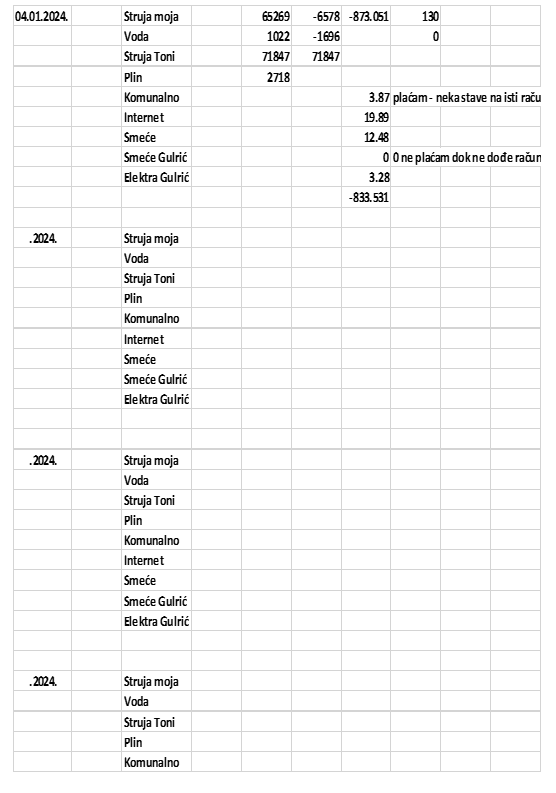 04.01.2024. Struja moja 65269 -6578 -873.051 130
Voda 1022 -1696 0
Struja Toni 71847 71847
Plin 2718
Komunalno 3.87 plaćam - neka stave na isti raču
Internet 19.89
Smeće 12.48
Smeće Gulrić 0 0 ne plaćam dok ne dođe račun
Elektra Gulrić 3.28
-833.531
.2024. Struja moja
Voda
Struja Toni
Plin
Komunalno
Internet
Smeće
Smeće Gulrić
Elektra Gulrić
.2024. Struja moja
Voda
Struja Toni
Plin
Komunalno
Internet
Smeće
Smeće Gulrić
Elektra Gulrić
.2024. Struja moja
Voda
Struja Toni
Plin
Komunalno